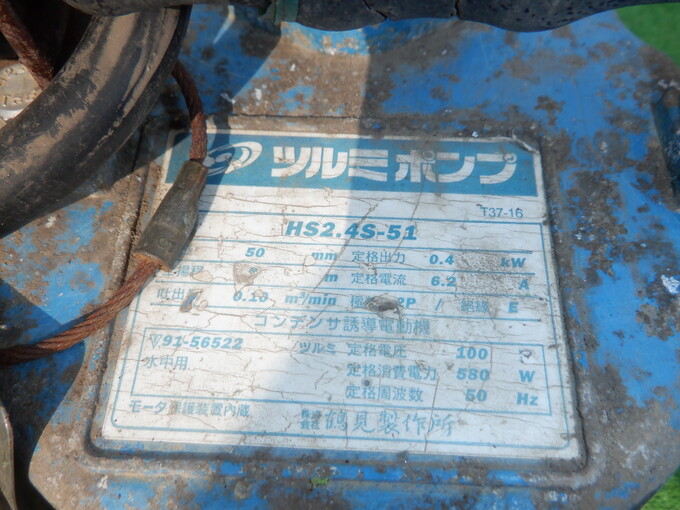 ツルミポンプ
T37-16
HS2.4S-51
50 mm 定格出力 0.4 kW
揚程 m 定格電流 6.2 A
吐出量 0.10 m³/min 2P / 絶縁 E
コンデンサ誘導電動機
▽91-56522 ツルミ 定格電圧 100 V
水中用 定格消費電力 580 W
定格周波数 50 Hz
モータ保護装置内蔵 株式会社 鶴見製作所